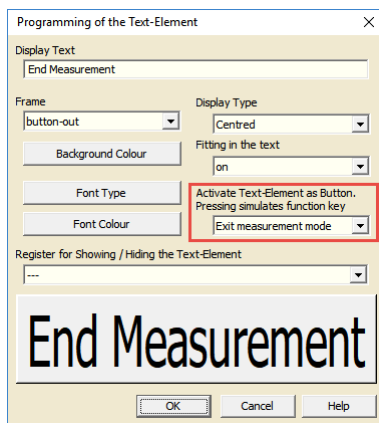 Programming of the Text-Element
Display Text
End Measurement
Frame
button-out
Display Type
Centred
Background Colour
Fitting in the text
on
Font Type
Font Colour
Activate Text-Element as Button.
Pressing simulates function key
Exit measurement mode
Register for Showing / Hiding the Text-Element
---
End Measurement
OK Cancel Help